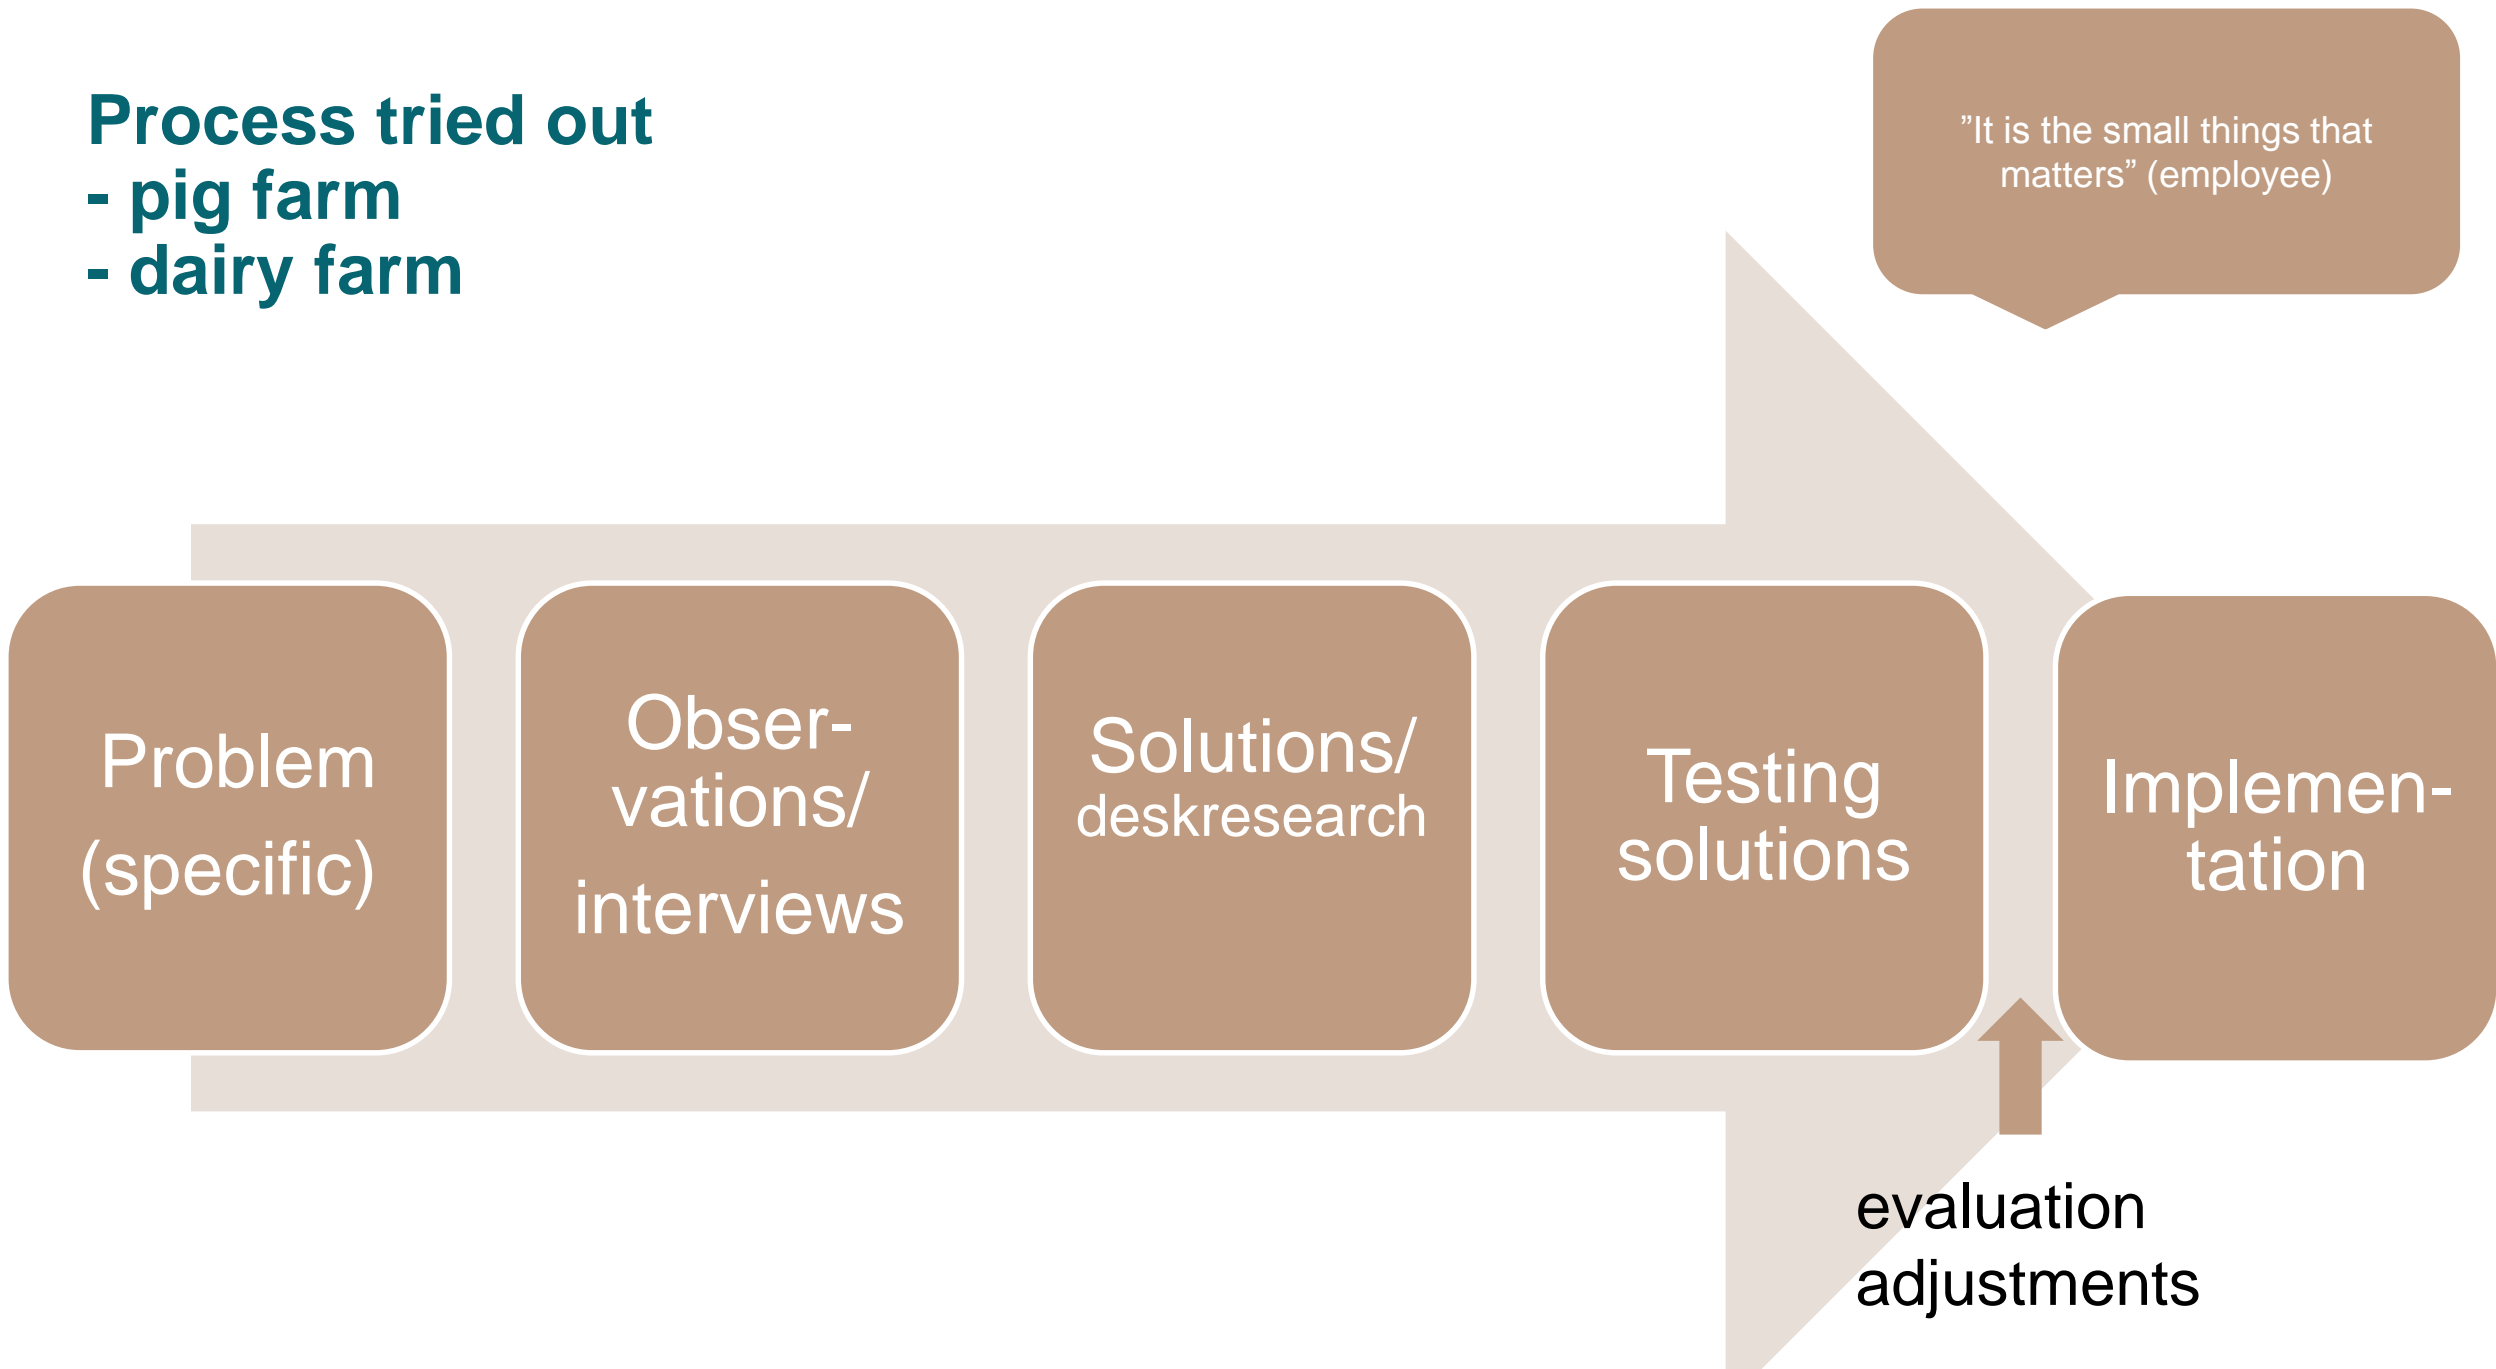 Process tried out
- pig farm
- dairy farm
”It is the small things that
matters” (employee)
Problem
(specific)
Obser-
vations/
interviews
Solutions/
deskresearch
Testing
solutions
Implemen-
tation
evaluation
adjustments